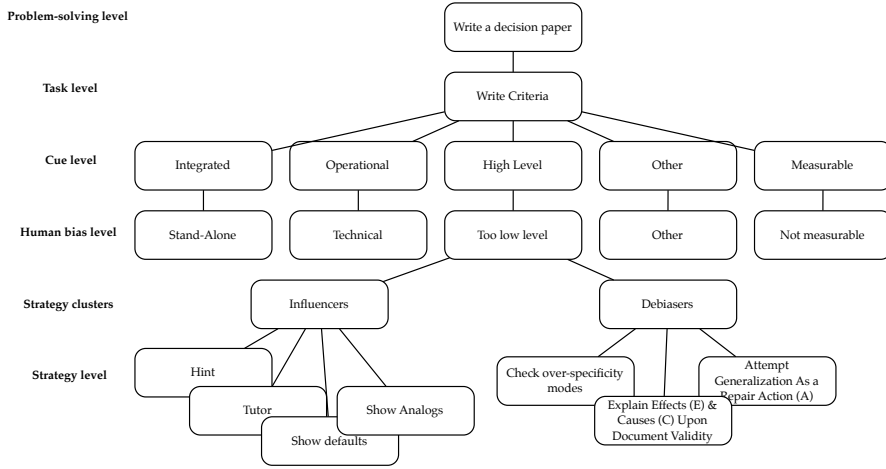 Problem-solving level
Write a decision paper
Task level
Write Criteria
Cue level
Integrated
Operational
High Level
Other
Measurable
Human bias level
Stand-Alone
Technical
Too low level
Other
Not measurable
Strategy clusters
Influencers
Debiasers
Strategy level
Hint
Tutor
Show defaults
Show Analogs
Check over-specificity
modes
Explain Effects (E) &
Causes (C) Upon
Document Validity
Attempt
Generalization As a
Repair Action (A)